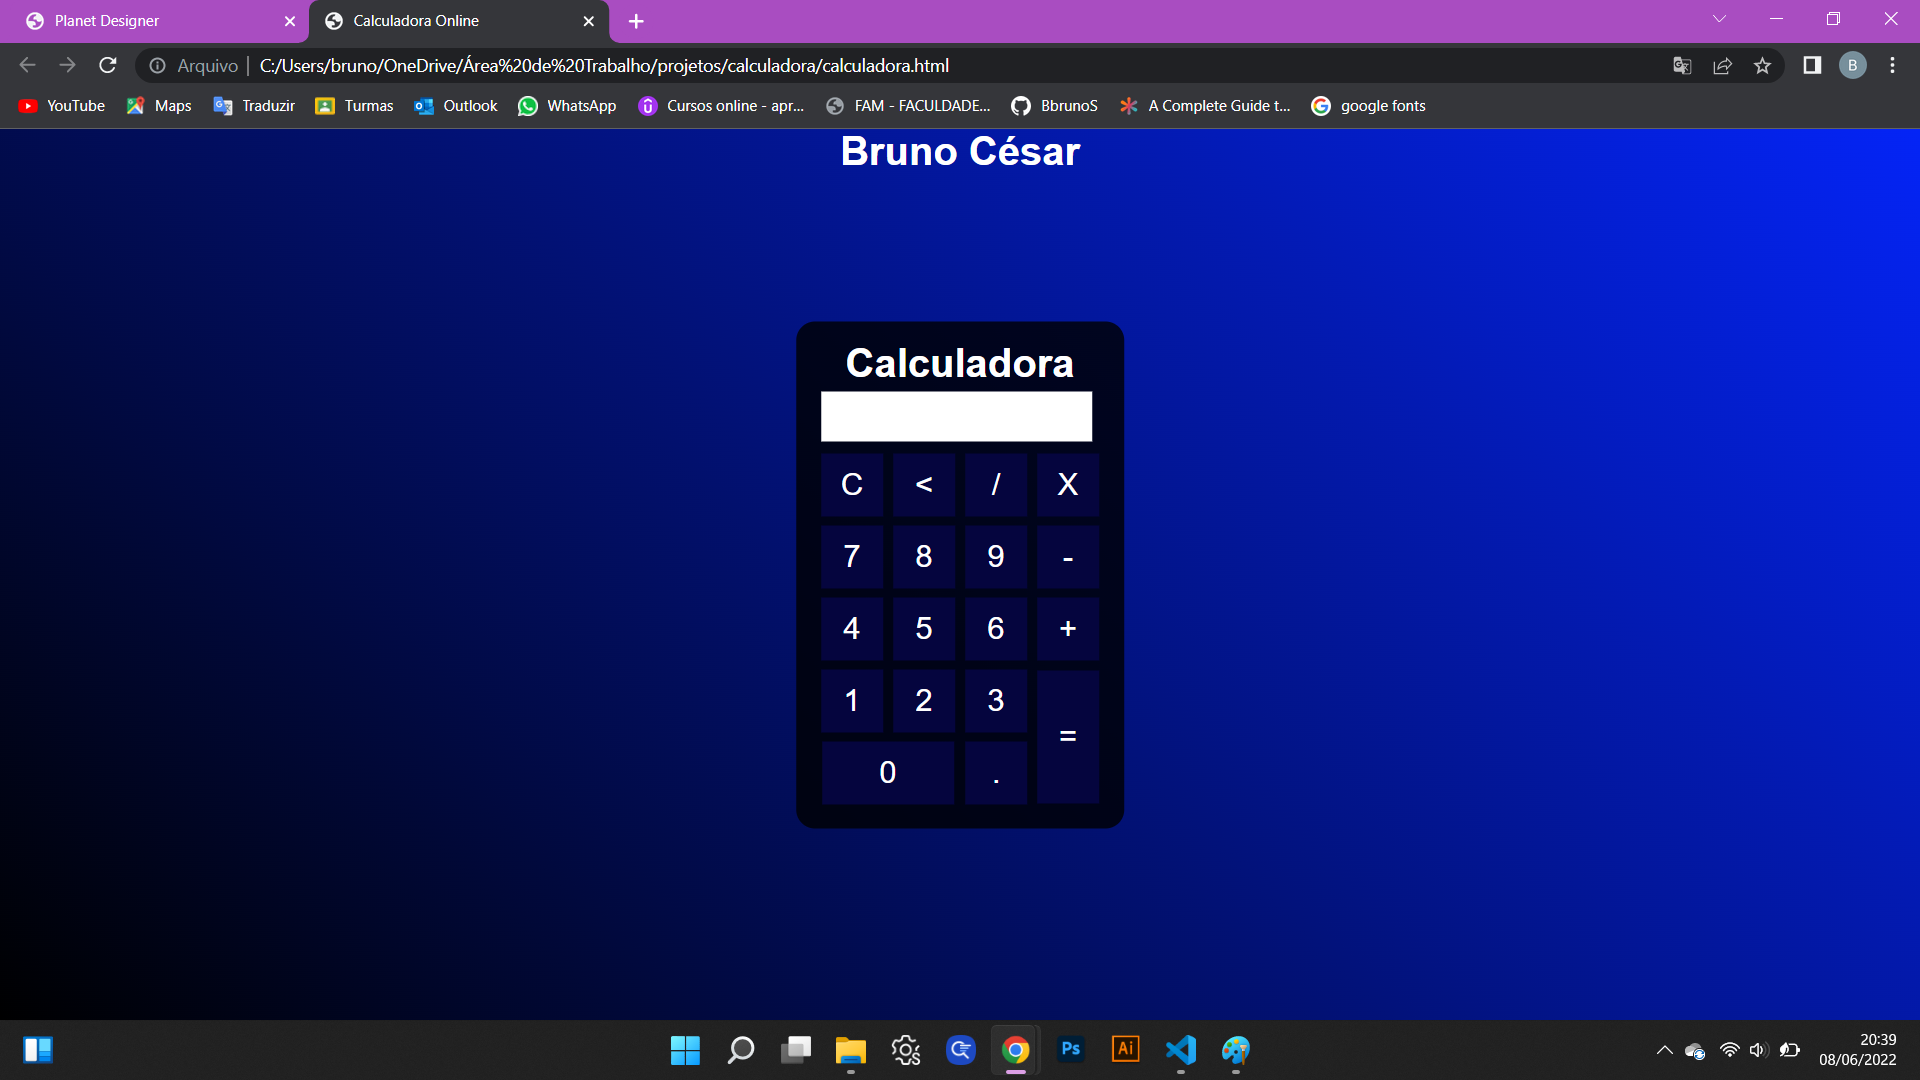 Planet Designer
Calculadora Online
Arquivo | C:/Users/bruno/OneDrive/Área%20de%20Trabalho/projetos/calculadora/calculadora.html
B
YouTube
Maps
Traduzir
Turmas
Outlook
WhatsApp
Cursos online - apr...
FAM - FACULDADE...
BbrunoS
A Complete Guide t...
google fonts
Bruno César
Calculadora
C < / X
7 8 9 -
4 5 6 +
1 2 3
=
0 .
Ps
Ai
20:39
08/06/2022